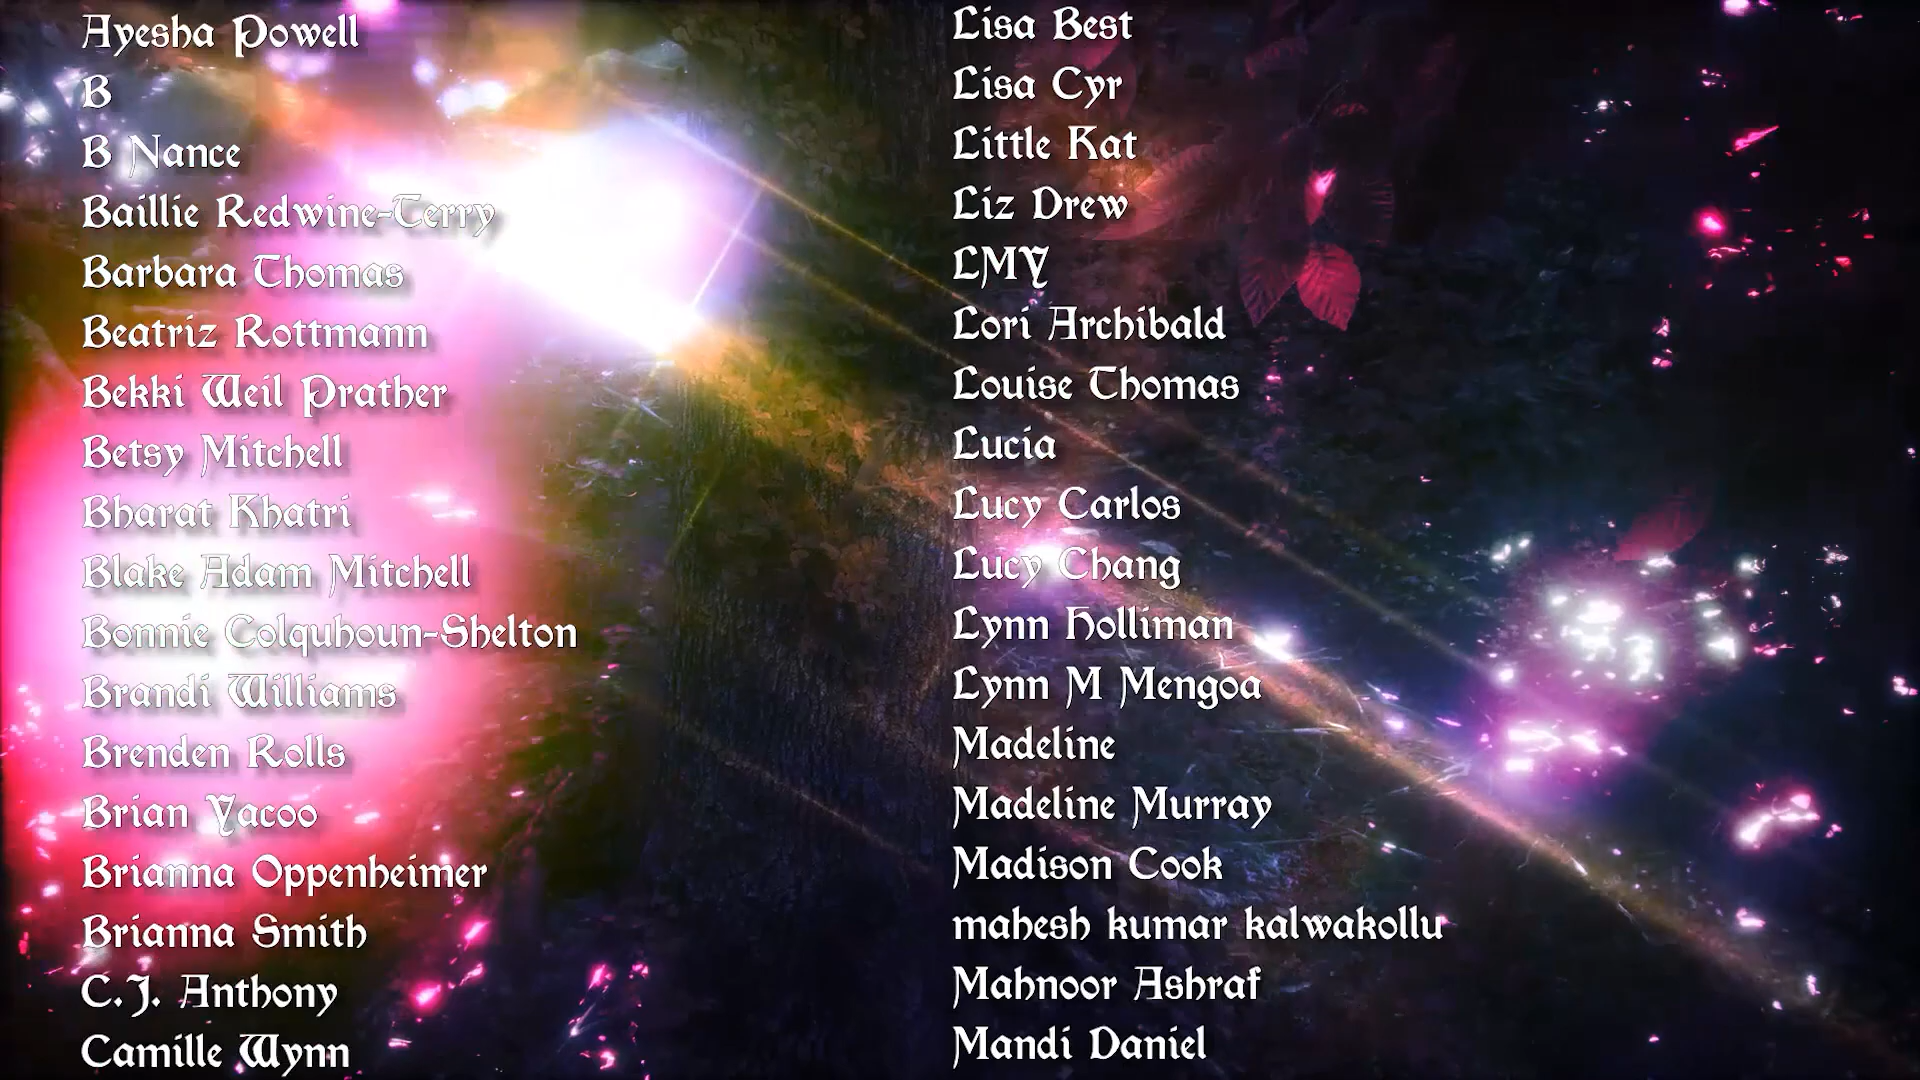 Ayesha Powell
B
B Nance
Baillie Redwine-Terry
Barbara Thomas
Beatriz Rottmann
Bekki Weil Prather
Betsy Mitchell
Bharat Khatri
Blake Adam Mitchell
Bonnie Colquhoun-Shelton
Brandi Williams
Brenden Rolls
Brian Yacoo
Brianna Oppenheimer
Brianna Smith
C.J. Anthony
Camille Wynn
Lisa Best
Lisa Cyr
Little Kat
Liz Drew
LMY
Lori Archibald
Louise Thomas
Lucia
Lucy Carlos
Lucy Chang
Lynn Holliman
Lynn M Mengoa
Madeline
Madeline Murray
Madison Cook
mahesh kumar kalwakollu
Mahnoor Ashraf
Mandi Daniel